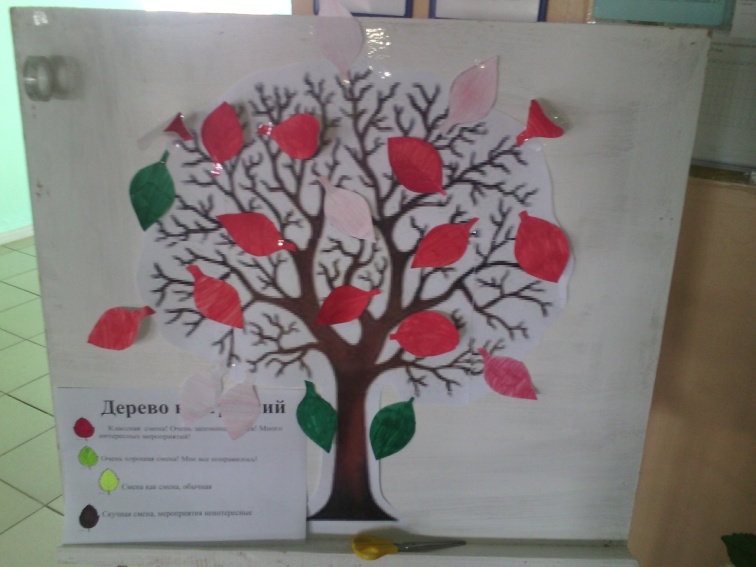 Дерево
Классная смена! Очень Много
интересных мероприятий!
Очень хорошая смена! Мне все понравилось!
Смена как смена, обычная
Скучная смена, мероприятия неинтересные